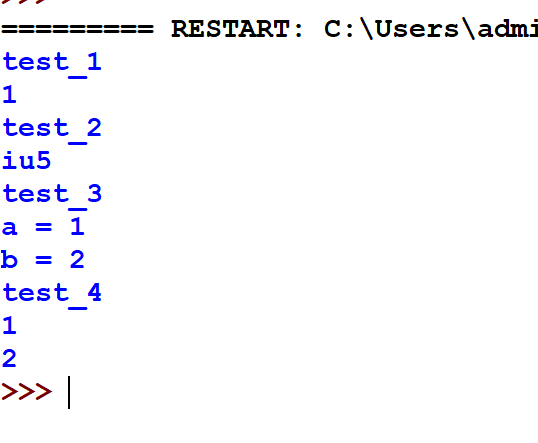 >>>
========= RESTART: C:\Users\admi
test_1
1
test_2
iu5
test_3
a = 1
b = 2
test_4
1
2
>>>